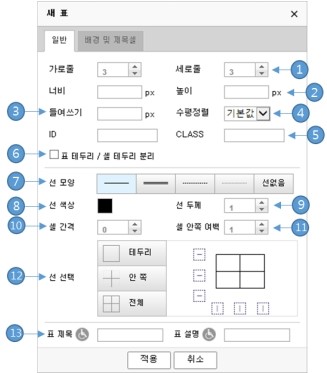 새 표 ×
일반 배경 및 제목셀
가로줄 3 세로줄 3 1
너비 px 높이 px 2
3 들여쓰기 px 수평정렬 기본값 4
ID CLASS 5
6 표 테두리 / 셀 테두리 분리
7 선 모양 선없음
8 선 색상 선 두께 1 9
10 셀 간격 0 셀 안쪽 여백 1 11
테두리
12 선 선택 안 쪽
전체
13 표 제목 표 설명
적용 취소